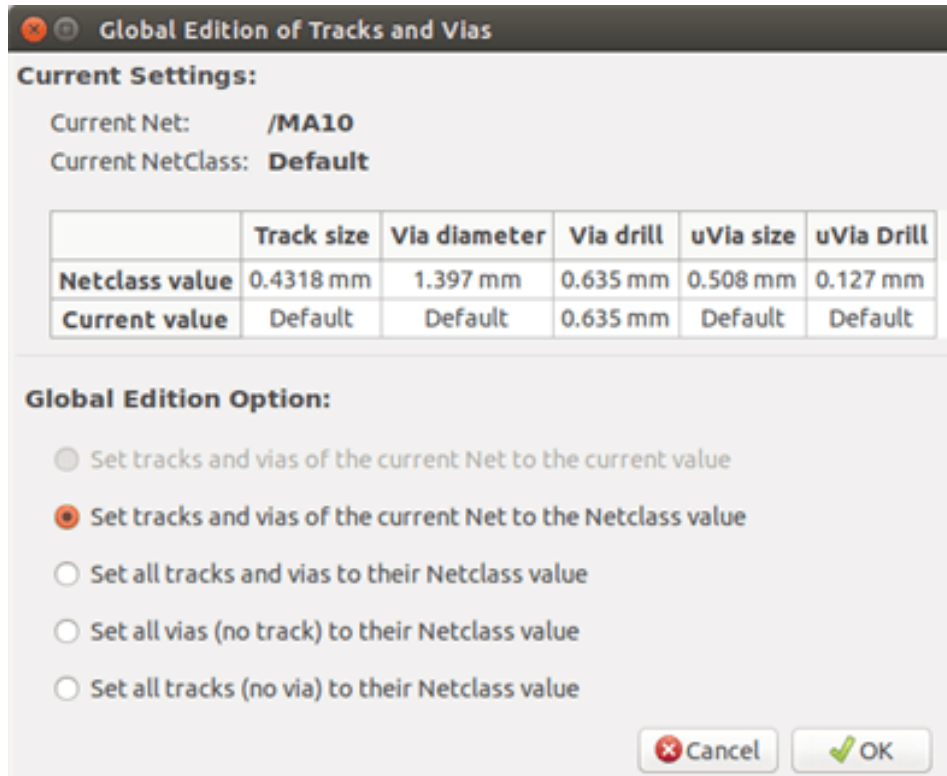 Global Edition of Tracks and Vias
Current Settings:
Current Net: /MA10
Current NetClass: Default
Track size Via diameter Via drill uVia size uVia Drill
Netclass value 0.4318 mm 1.397 mm 0.635 mm 0.508 mm 0.127 mm
Current value Default Default 0.635 mm Default Default
Global Edition Option:
Set tracks and vias of the current Net to the current value
Set tracks and vias of the current Net to the Netclass value
Set all tracks and vias to their Netclass value
Set all vias (no track) to their Netclass value
Set all tracks (no via) to their Netclass value
Cancel OK